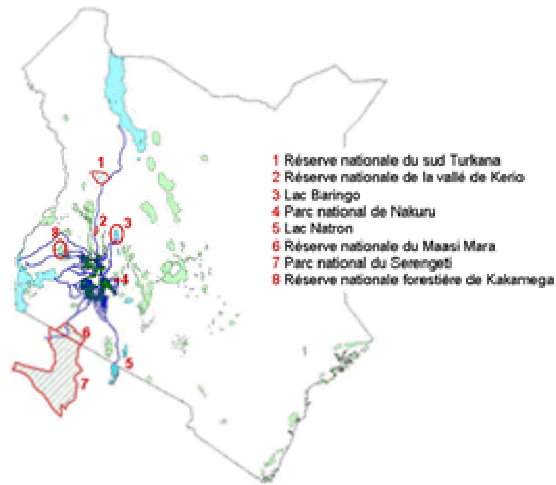 1 Réserve nationale du sud Turkana
2 Réserve nationale de la vallé de Kerio
3 Lac Baringo
4 Parc national de Nakuru
5 Lac Natron
6 Réserve nationale du Maasi Mara
7 Parc national du Serengeti
8 Réserve nationale forestière de Kakamega
1
2
3
8
4
6
5
7